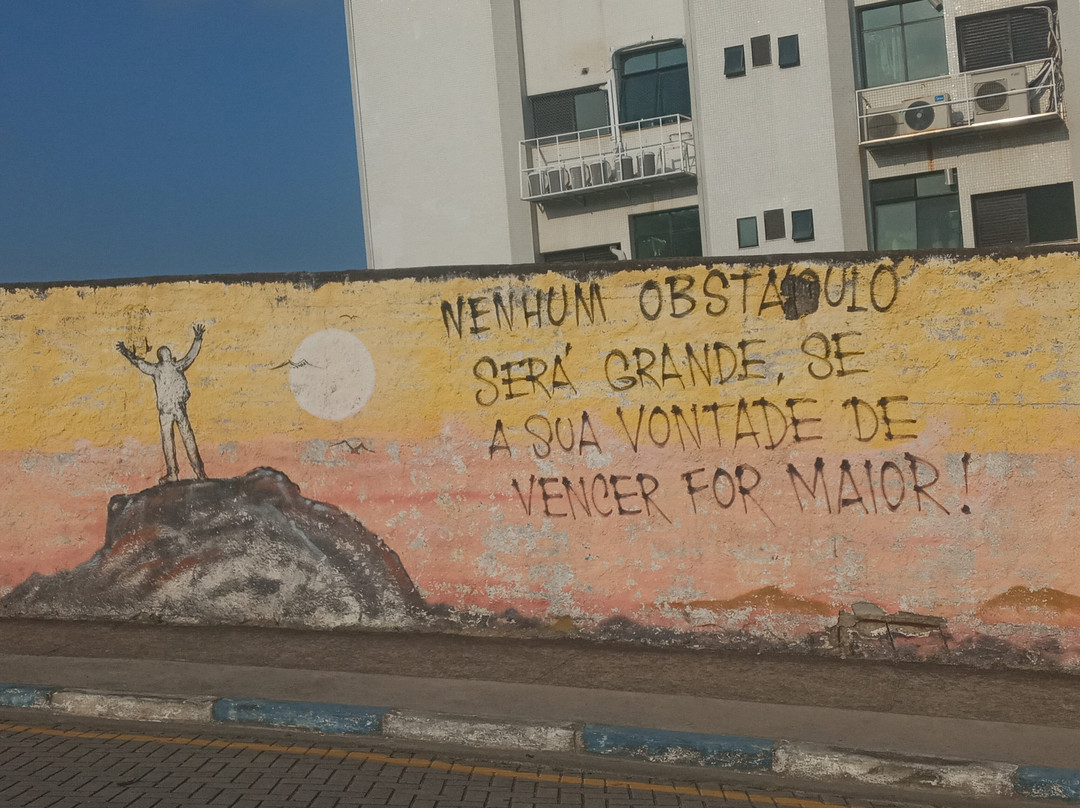 NENHUM OBSTÁCULO
SERÁ GRANDE, SE
A SUA VONTADE DE
VENCER FOR MAIOR!